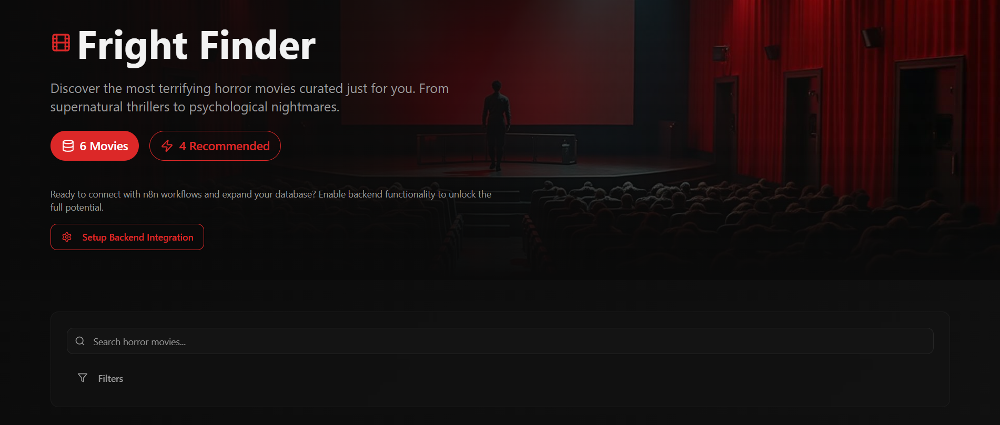 Fright Finder
Discover the most terrifying horror movies curated just for you. From
supernatural thrillers to psychological nightmares.
6 Movies
4 Recommended
Ready to connect with n8n workflows and expand your database? Enable backend functionality to unlock the
full potential.
Setup Backend Integration
Search horror movies...
Filters